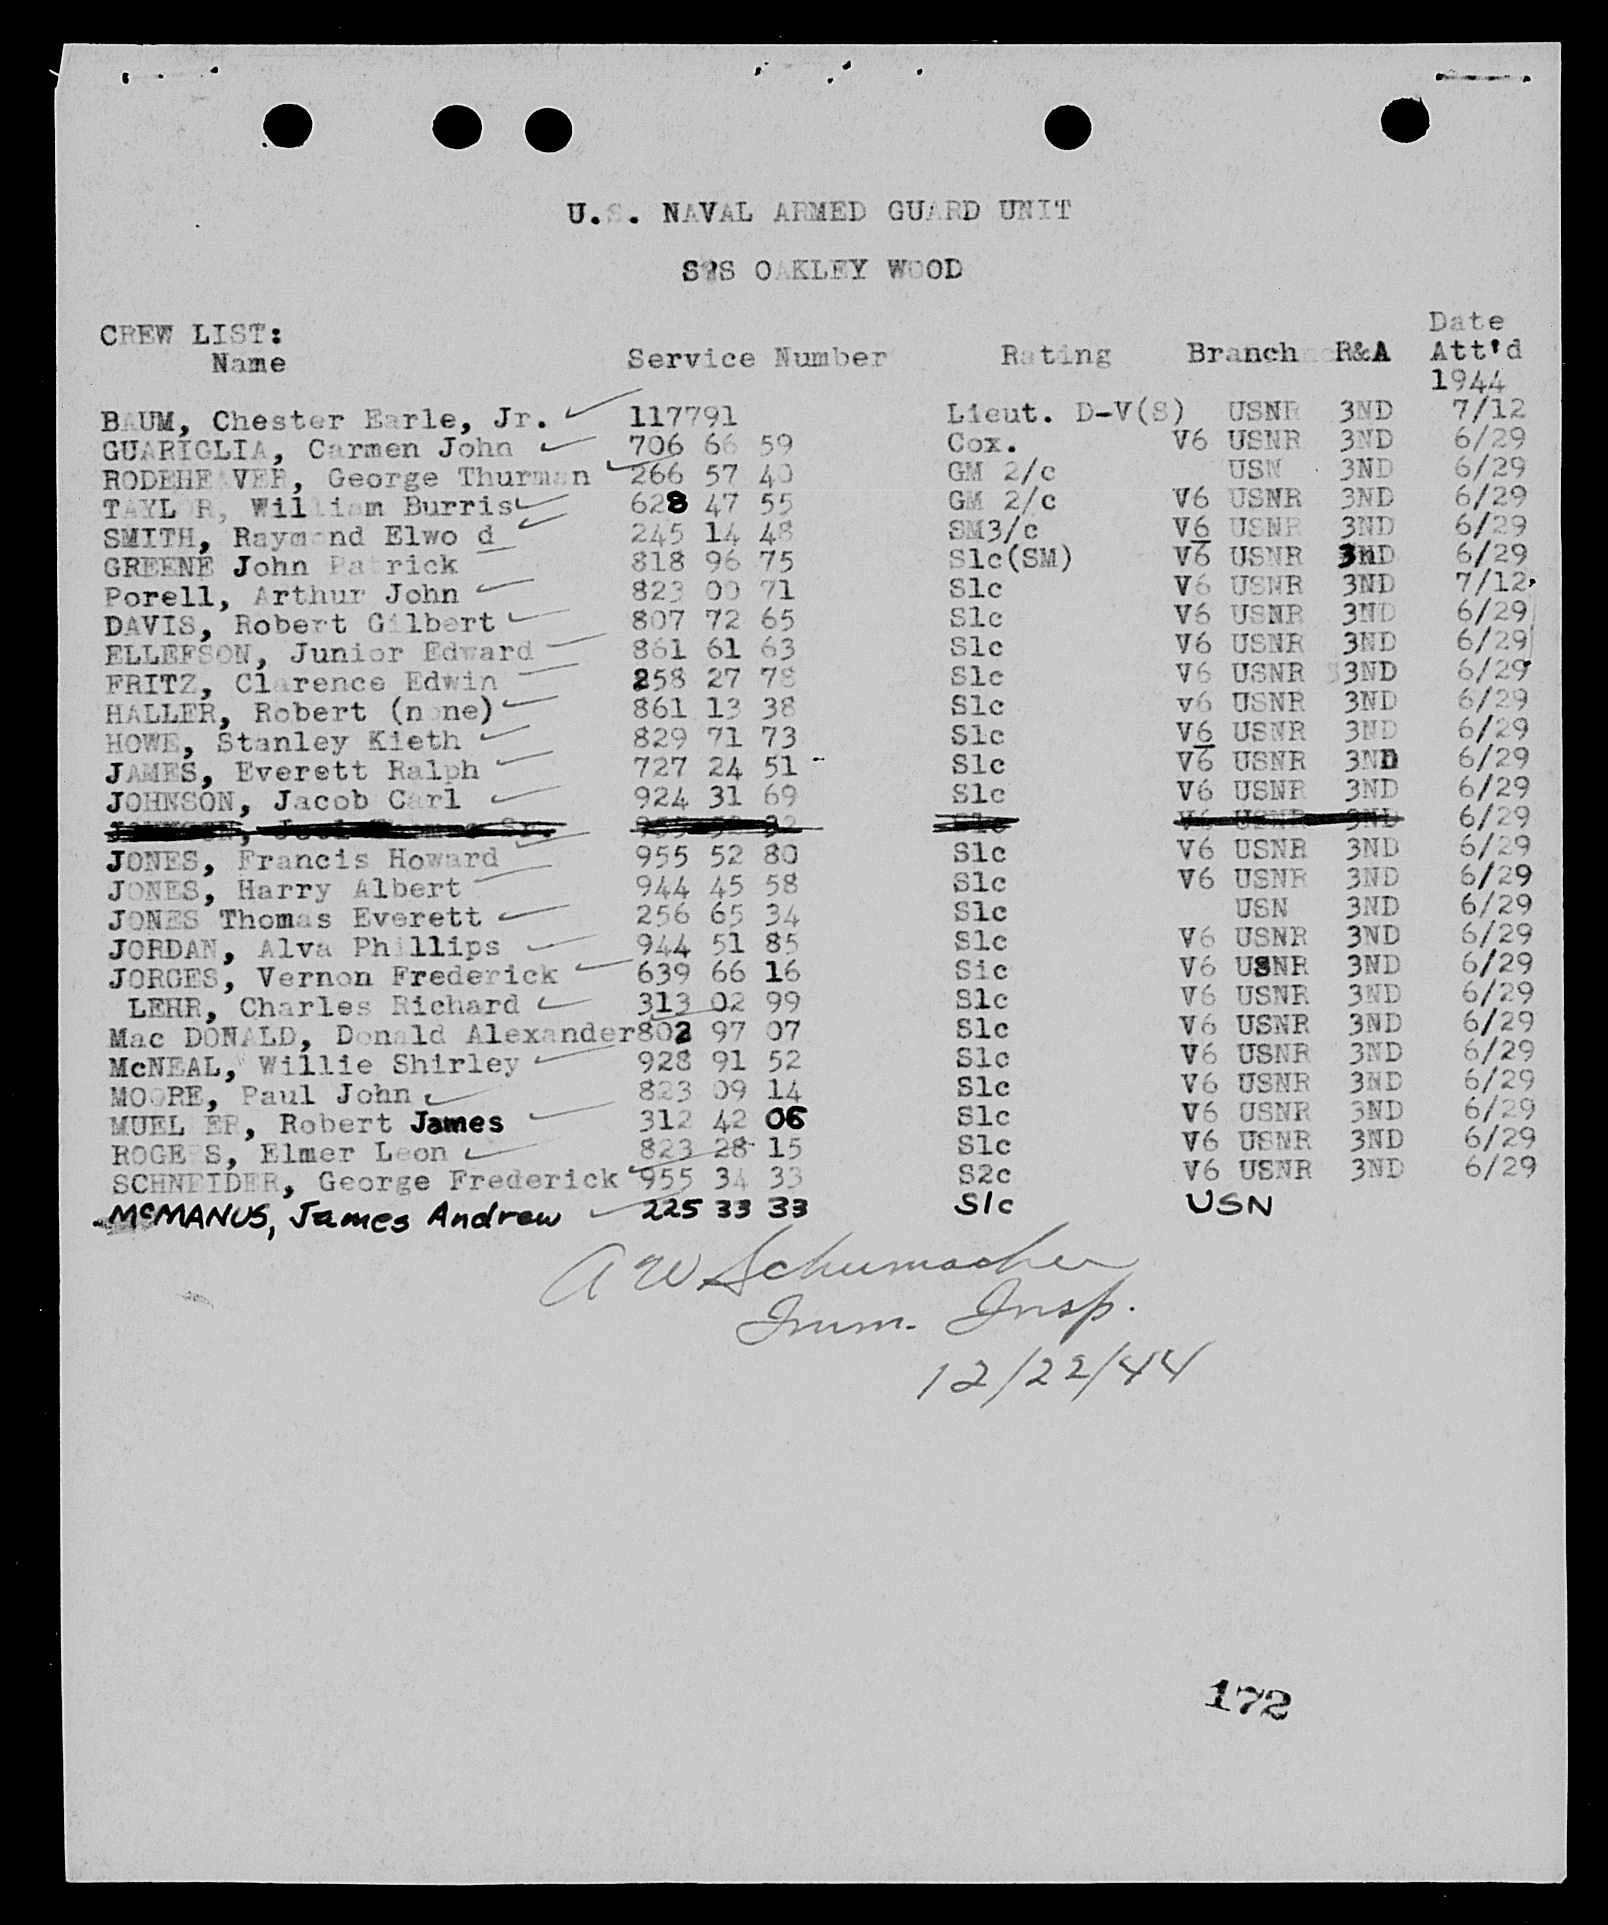 U.S. NAVAL ARMED GUARD UNIT
S?S OAKLEY WOOD
CREW LIST: Date
Name Service Number Rating Branch R&A Att'd
1944
BAUM, Chester Earle, Jr. 117791 Lieut. D-V(S) USNR 3ND 7/12
GUARIGLIA, Carmen John 706 66 59 Cox. V6 USNR 3ND 6/29
RODEHEAVER, George Thurman 266 57 40 GM 2/c USN 3ND 6/29
TAYLOR, William Burris 628 47 55 GM 2/c V6 USNR 3ND 6/29
SMITH, Raymond Elwo d 245 14 48 SM3/c V6 USNR 3ND 6/29
GREENE John Patrick 818 96 75 S1c(SM) V6 USNR 3ND 6/29
Porell, Arthur John 823 00 71 S1c V6 USNR 3ND 7/12
DAVIS, Robert Gilbert 807 72 65 S1c V6 USNR 3ND 6/29
ELLEFSON, Junior Edward 861 61 63 S1c V6 USNR 3ND 6/29
FRITZ, Clarence Edwin 258 27 78 S1c V6 USNR 3ND 6/29
HALLER, Robert (none) 861 13 38 S1c v6 USNR 3ND 6/29
HOWE, Stanley Kieth 829 71 73 S1c V6 USNR 3ND 6/29
JAMES, Everett Ralph 727 24 51 S1c V6 USNR 3ND 6/29
JOHNSON, Jacob Carl 924 31 69 S1c V6 USNR 3ND 6/29
V6 USNR 3ND 6/29
JONES, Francis Howard 955 52 80 S1c V6 USNR 3ND 6/29
JONES, Harry Albert 944 45 58 S1c V6 USNR 3ND 6/29
JONES Thomas Everett 256 65 34 S1c USN 3ND 6/29
JORDAN, Alva Phillips 944 51 85 S1c V6 USNR 3ND 6/29
JORGES, Vernon Frederick 639 66 16 Sic V6 USNR 3ND 6/29
LEHR, Charles Richard 313 02 99 S1c V6 USNR 3ND 6/29
Mac DONALD, Donald Alexander 802 97 07 S1c V6 USNR 3ND 6/29
McNEAL, Willie Shirley 928 91 52 S1c V6 USNR 3ND 6/29
MOORE, Paul John 823 09 14 S1c V6 USNR 3ND 6/29
MUEL ER, Robert James 312 42 06 S1c V6 USNR 3ND 6/29
ROGERS, Elmer Leon 823 28 15 S1c V6 USNR 3ND 6/29
SCHNEIDER, George Frederick 955 34 33 S2c V6 USNR 3ND 6/29
McMANUS, James Andrew 225 33 33 S1c USN
A W Schumacher
Imm. Insp.
12/22/44
172